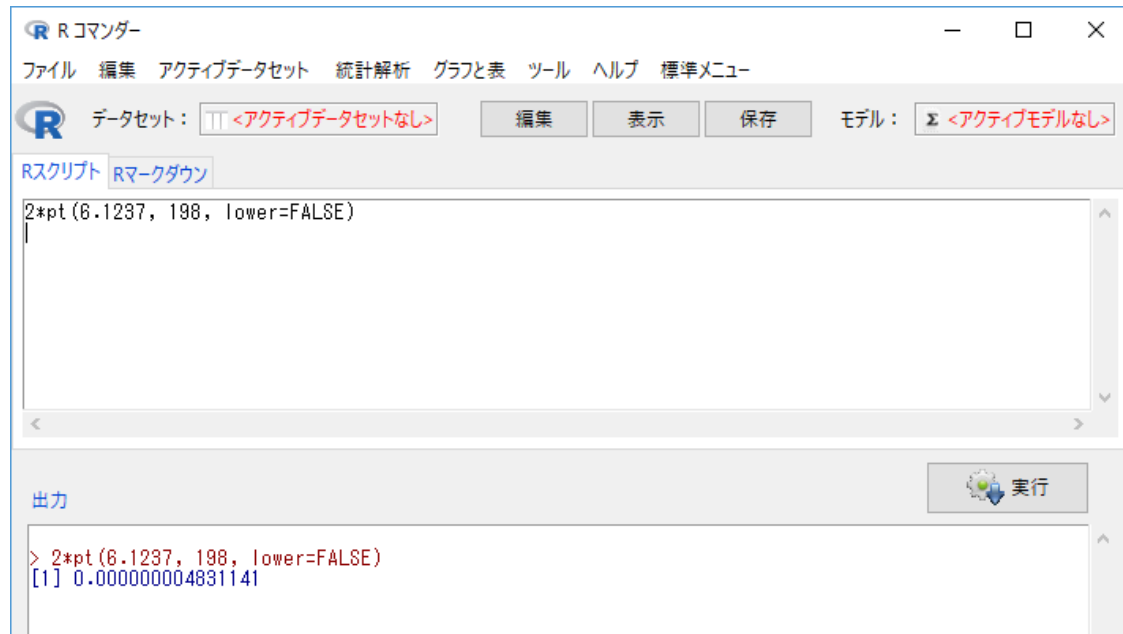 R コマンダー
ファイル 編集 アクティブデータセット 統計解析 グラフと表 ツール ヘルプ 標準メニュー
データセット： <アクティブデータセットなし> 編集 表示 保存 モデル： Σ <アクティブモデルなし>
Rスクリプト Rマークダウン
2*pt(6.1237, 198, lower=FALSE)
実行
出力
> 2*pt(6.1237, 198, lower=FALSE)
[1] 0.000000004831141